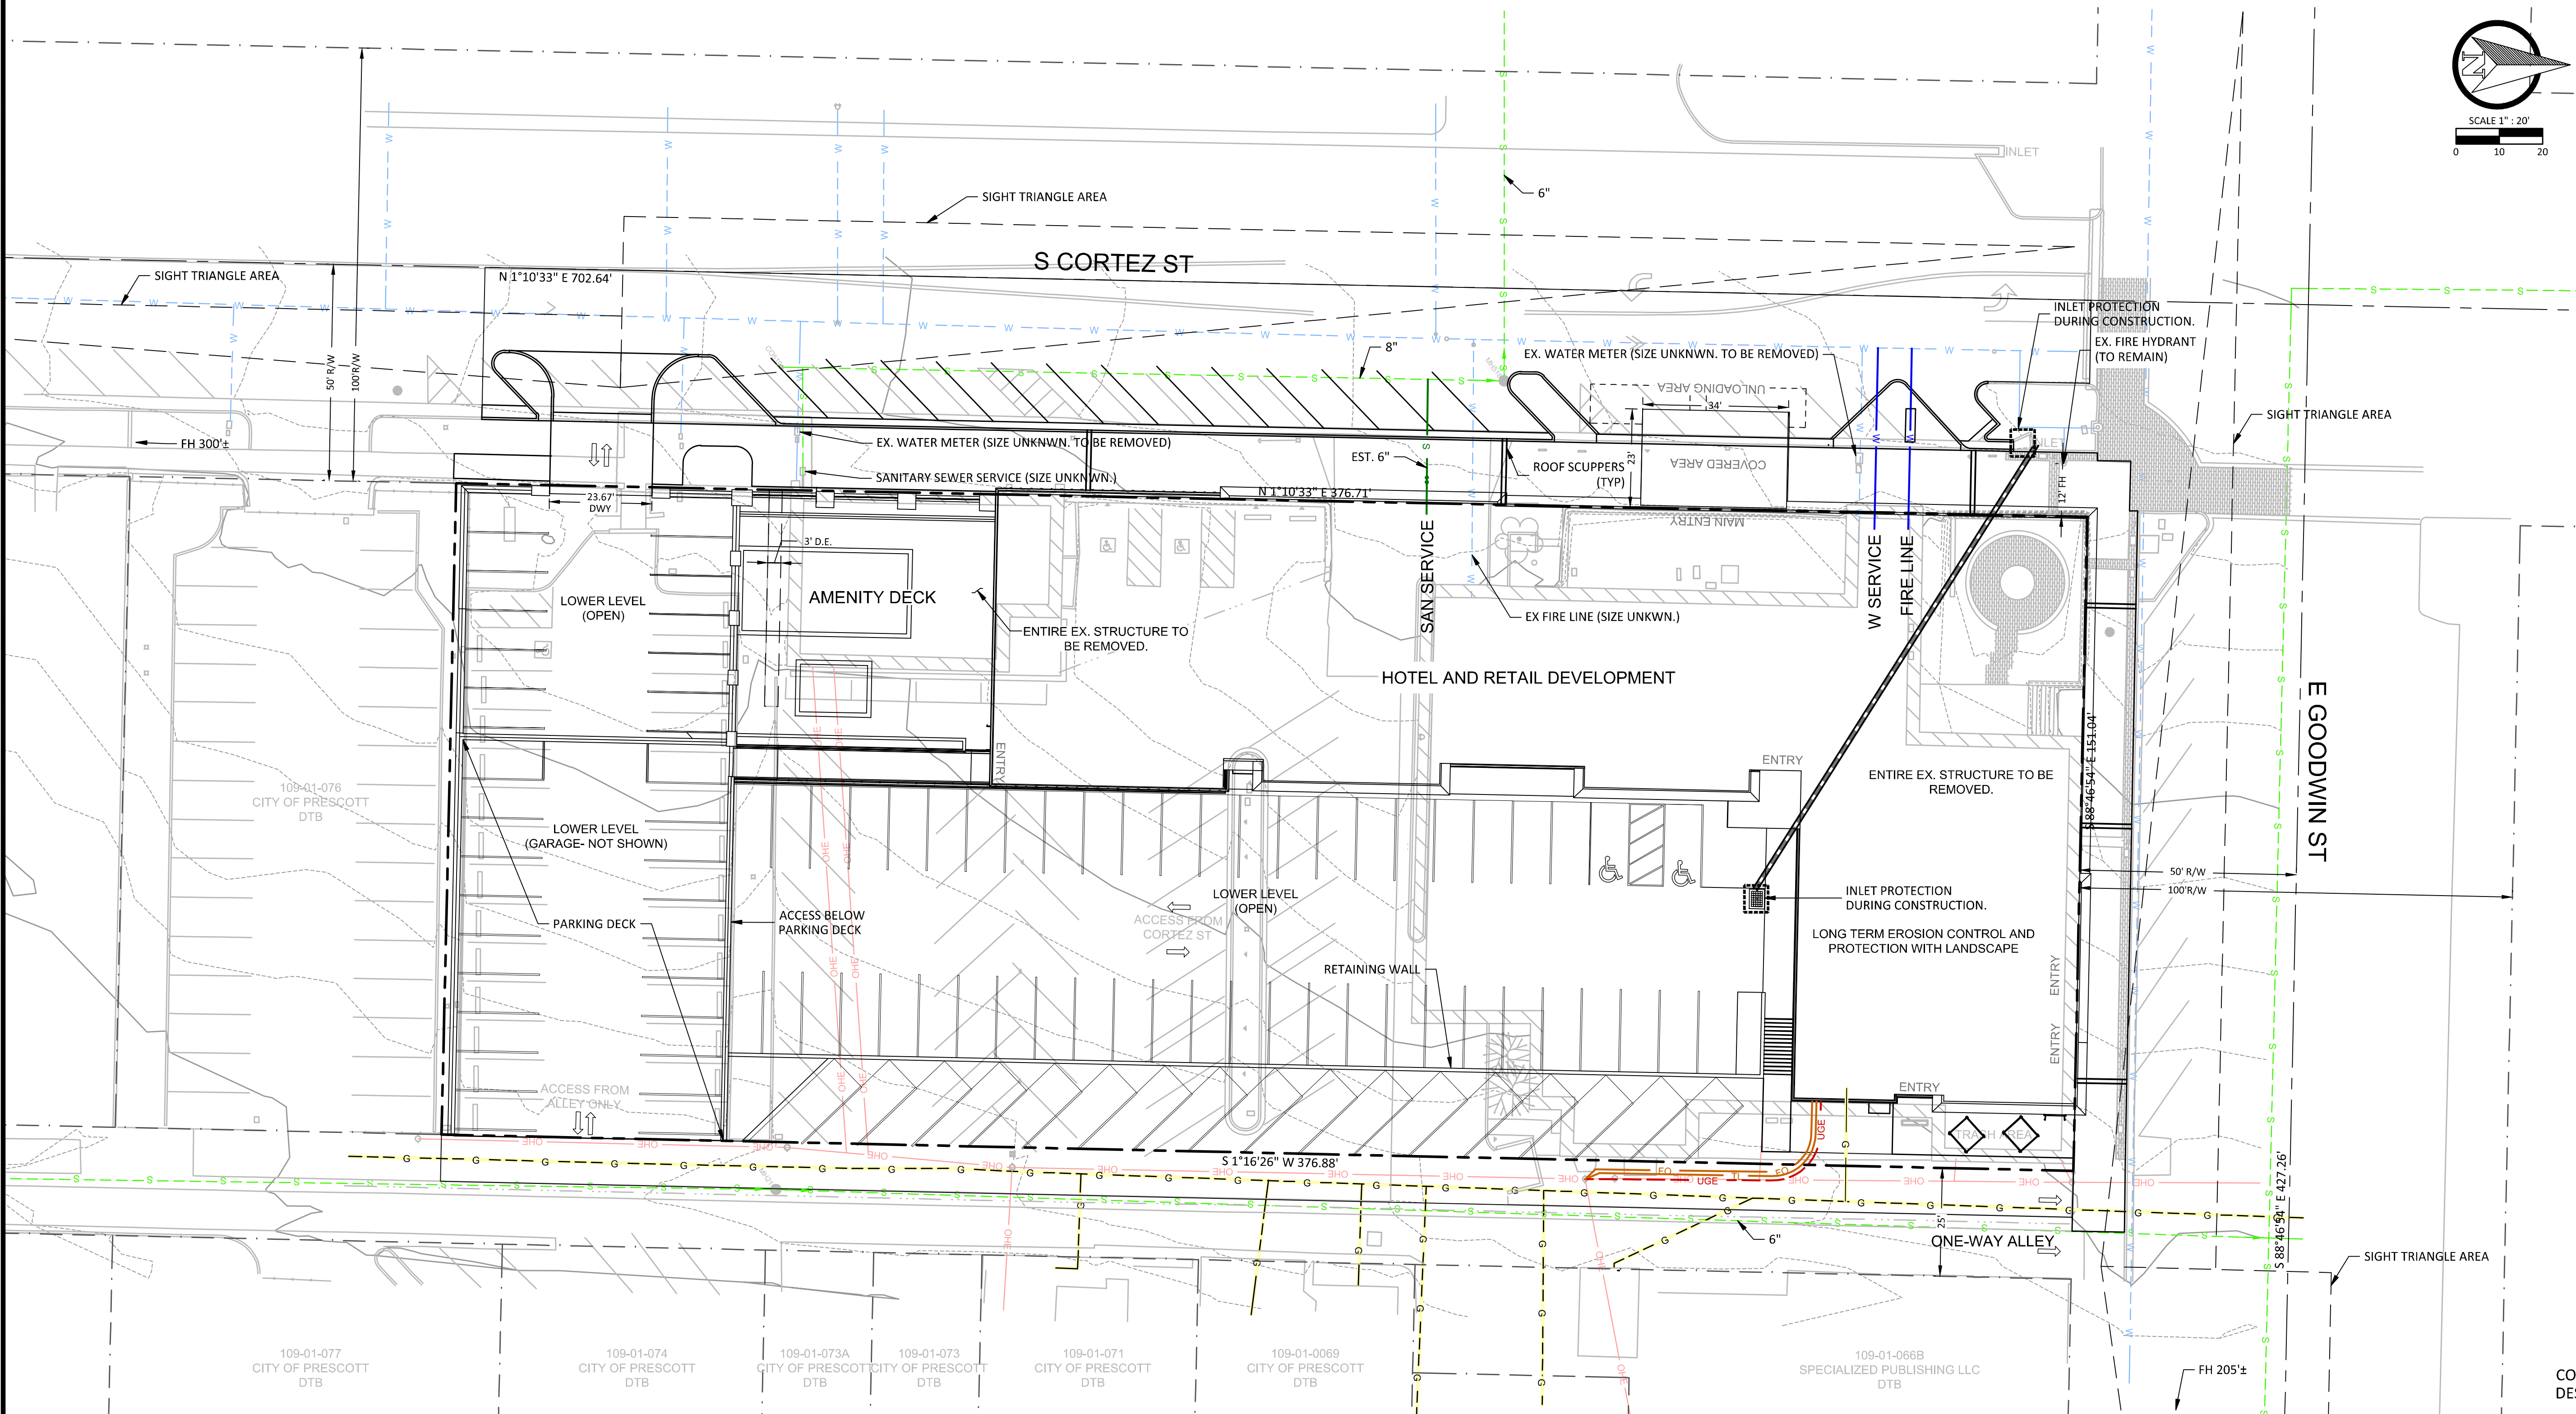 N
SCALE 1" : 20'
0 10 20
INLET
6"
SIGHT TRIANGLE AREA
S CORTEZ ST
N 1°10'33" E 702.64'
SIGHT TRIANGLE AREA
50' R/W
100'R/W
INLET PROTECTION
DURING CONSTRUCTION.
EX. FIRE HYDRANT
(TO REMAIN)
8"
EX. WATER METER (SIZE UNKNWN. TO BE REMOVED)
UNLOADING AREA
34'
23'
COVERED AREA
MAIN ENTRY
SIGHT TRIANGLE AREA
FH 300'±
EX. WATER METER (SIZE UNKNWN. TO BE REMOVED)
SANITARY SEWER SERVICE (SIZE UNKNWN.)
EST. 6"
ROOF SCUPPERS
(TYP)
INLET
12' FH
23.67'
DWY
N 1°10'33" E 376.71'
3' D.E.
LOWER LEVEL
(OPEN)
AMENITY DECK
ENTIRE EX. STRUCTURE TO
BE REMOVED.
SAN SERVICE
EX FIRE LINE (SIZE UNKWN.)
W SERVICE
FIRE LINE
HOTEL AND RETAIL DEVELOPMENT
ENTRY
ENTRY
ENTIRE EX. STRUCTURE TO BE
REMOVED.
S 88°46'54" E 151.04'
E GOODWIN ST
109-01-076
CITY OF PRESCOTT
DTB
LOWER LEVEL
(GARAGE- NOT SHOWN)
50' R/W
100'R/W
PARKING DECK
ACCESS BELOW
PARKING DECK
LOWER LEVEL
(OPEN)
ACCESS FROM
CORTEZ ST
INLET PROTECTION
DURING CONSTRUCTION.
LONG TERM EROSION CONTROL AND
PROTECTION WITH LANDSCAPE
ENTRY
ENTRY
RETAINING WALL
ACCESS FROM
ALLEY ONLY
ENTRY
TRASH AREA
UGE
FO
TL
FO
UGE
OHE
G
S
W
S 1°16'26" W 376.88'
25'
6"
ONE-WAY ALLEY
S 88°46'54" E 427.26'
SIGHT TRIANGLE AREA
109-01-077
CITY OF PRESCOTT
DTB
109-01-074
CITY OF PRESCOTT
DTB
109-01-073A
CITY OF PRESCOTT
DTB
109-01-073
CITY OF PRESCOTT
DTB
109-01-071
CITY OF PRESCOTT
DTB
109-01-0069
CITY OF PRESCOTT
DTB
109-01-066B
SPECIALIZED PUBLISHING LLC
DTB
FH 205'±
CO
DE